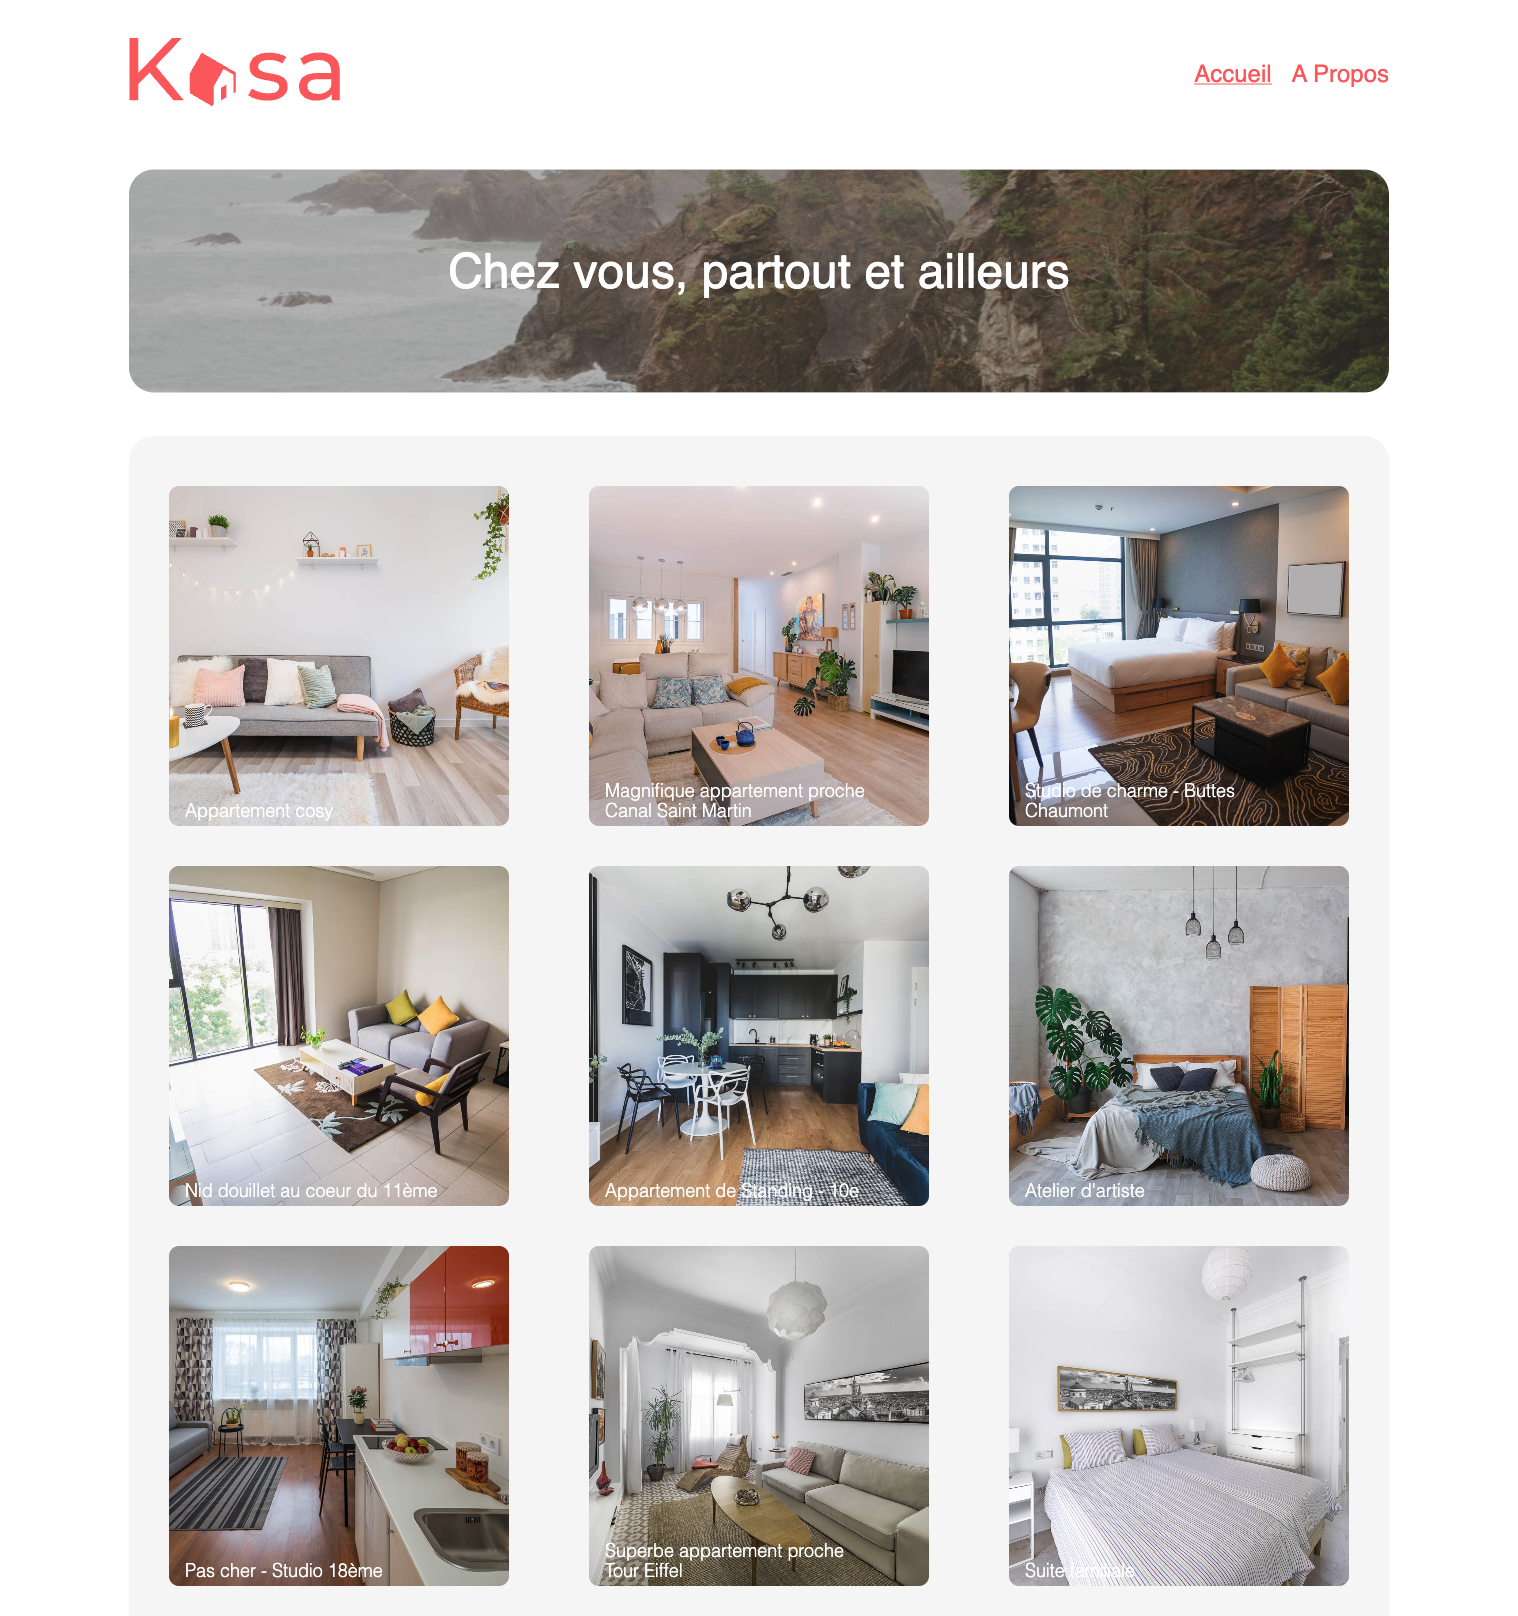 Kasa
Accueil A Propos
Chez vous, partout et ailleurs
Appartement cosy
Magnifique appartement proche
Canal Saint Martin
Studio de charme - Buttes
Chaumont
Nid douillet au coeur du 11ème
Appartement de Standing - 10e
Atelier d'artiste
Pas cher - Studio 18ème
Superbe appartement proche
Tour Eiffel
Suite familiale